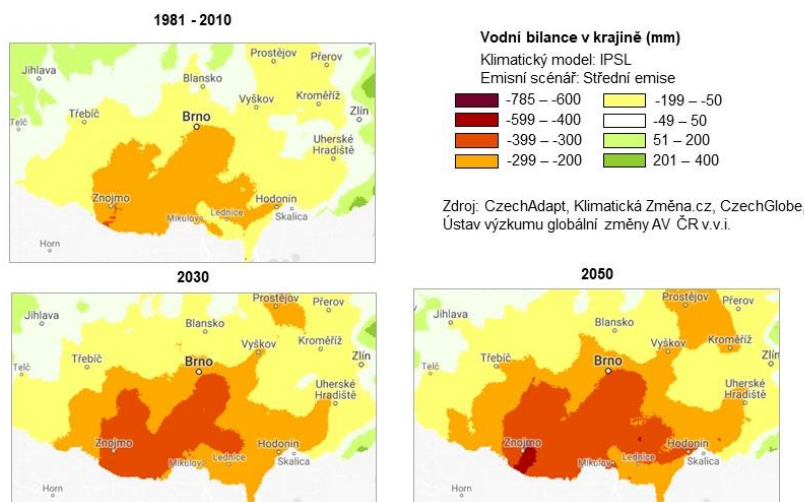 1981 - 2010
Jihlava
Prostějov
Přerov
Blansko
Telč
Třebíč
Vyškov
Kroměříž
Brno
Zlín
Uherské
Hradiště
Znojmo
Hodonín
Mikulov
Lednice
Skalica
Horn
Vodní bilance v krajině (mm)
Klimatický model: IPSL
Emisní scénář: Střední emise
-785 – -600
-199 – -50
-599 – -400
-49 – 50
-399 – -300
51 – 200
-299 – -200
201 – 400
Zdroj: CzechAdapt, Klimatická Změna.cz, CzechGlobe,
Ústav výzkumu globální změny AV ČR v.v.i.
2030
Jihlava
Prostějov
Přerov
Blansko
Telč
Třebíč
Vyškov
Kroměříž
Brno
Zlín
Uherské
Hradiště
Znojmo
Hodonín
Mikulov
Lednice
Skalica
Horn
2050
Jihlava
Prostějov
Přerov
Blansko
Telč
Třebíč
Vyškov
Kroměříž
Brno
Zlín
Uherské
Hradiště
Znojmo
Hodonín
Mikulov
Lednice
Skalica
Horn